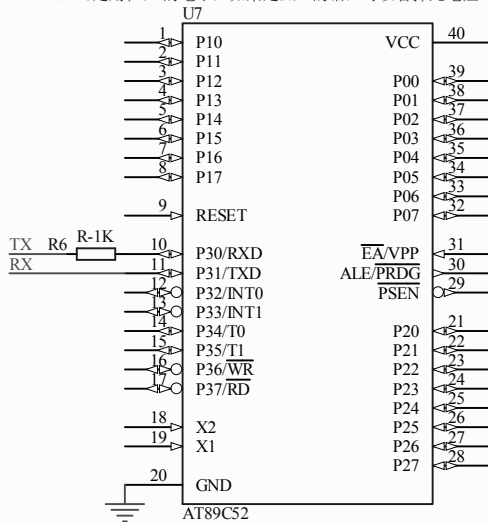 U7
1 P10 VCC 40
2 P11
3 P12 P00 39
4 P13 P01 38
5 P14 P02 37
6 P15 P03 36
7 P16 P04 35
8 P17 P05 34
P06 33
9 RESET P07 32
TX R6 R-1K 10 P30/RXD EA/VPP 31
RX 11 P31/TXD ALE/PRDG 30
12 P32/INT0 PSEN 29
13 P33/INT1
14 P34/T0 P20 21
15 P35/T1 P21 22
16 P36/WR P22 23
17 P37/RD P23 24
P24 25
18 X2 P25 26
19 X1 P26 27
P27 28
20 GND
AT89C52